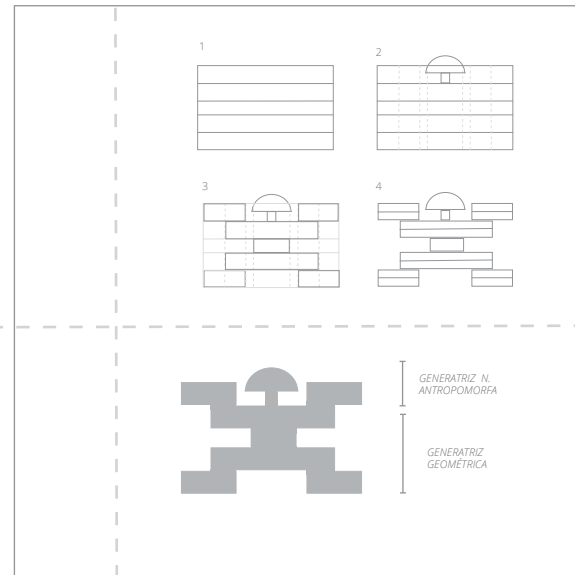 1
2
3
4
GENERATRIZ N.
ANTROPOMORFA
GENERATRIZ
GEOMÉTRICA